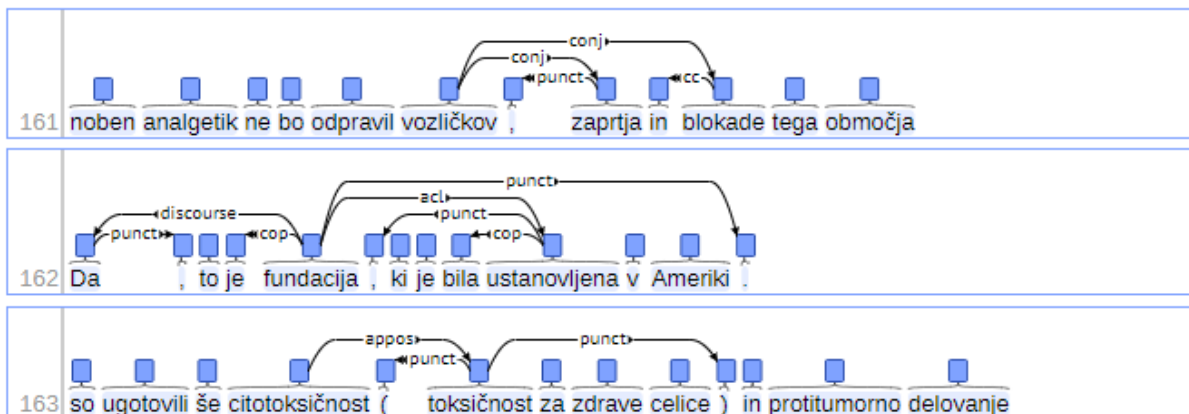 conj
conj
punct cc
161 noben analgetik ne bo odpravil vozličkov , zaprtja in blokade tega območja
punct
acl
discourse punct
punct cop cop
162 Da , to je fundacija , ki je bila ustanovljena v Ameriki .
appos punct
punct
163 so ugotovili še citotoksičnost ( toksičnost za zdrave celice ) in protitumorno delovanje